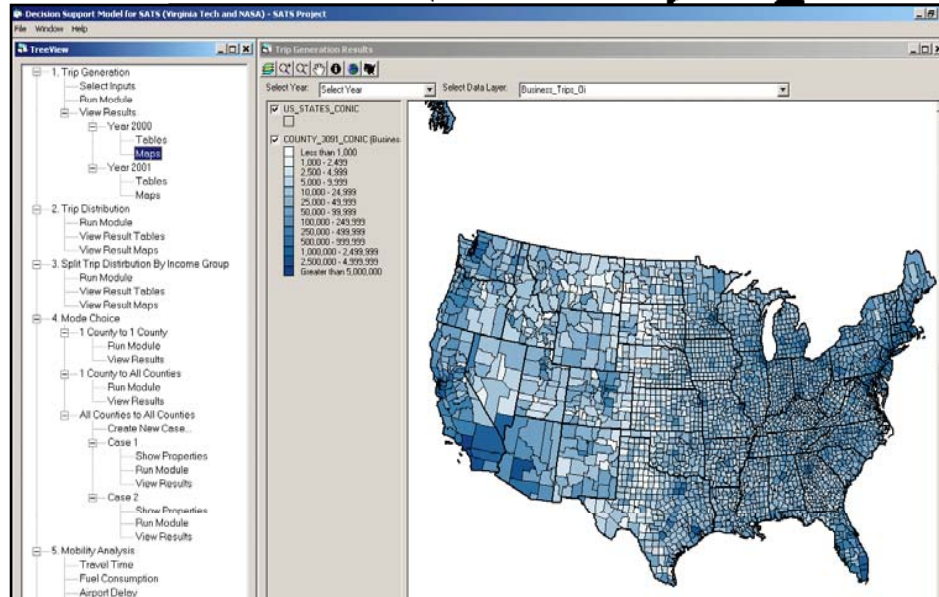 Decision Support Model for SATS (Virginia Tech and NASA) - SATS Project
File Window Help
TreeView
1. Trip Generation
Select Inputs
Run Module
View Results
Year 2000
Tables
Maps
Year 2001
Tables
Maps
2. Trip Distribution
Run Module
View Result Tables
View Result Maps
3. Split Trip Distribution By Income Group
Run Module
View Result Tables
View Result Maps
4. Mode Choice
1 County to 1 County
Run Module
View Results
1 County to All Counties
Run Module
View Results
All Counties to All Counties
Create New Case...
Case 1
Show Properties
Run Module
View Results
Case 2
Show Properties
Run Module
View Results
5. Mobility Analysis
Travel Time
Fuel Consumption
Airport Delay
Trip Generation Results
Select Year: Select Year Select Data Layer: Business_Trips_Oi
US_STATES_CONIC
COUNTY_3091_CONIC (Busines
Less than 1,000
1,000 - 2,499
2,500 - 4,999
5,000 - 9,999
10,000 - 24,999
25,000 - 49,999
50,000 - 99,999
100,000 - 249,999
250,000 - 499,999
500,000 - 999,999
1,000,000 - 2,499,999
2,500,000 - 4,999,999
Greater than 5,000,000